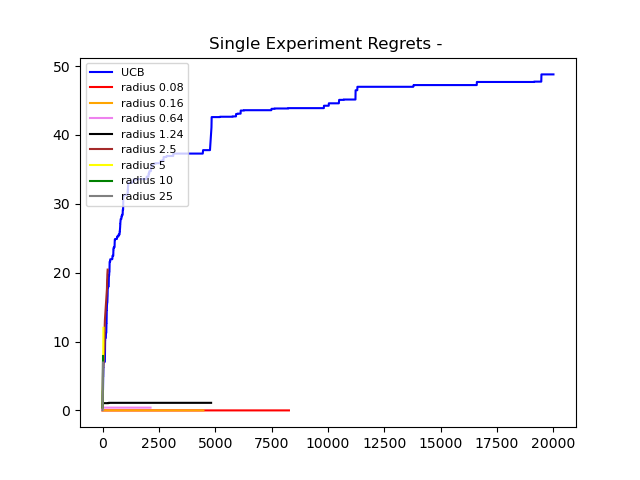 Single Experiment Regrets -
UCB
radius 0.08
radius 0.16
radius 0.64
radius 1.24
radius 2.5
radius 5
radius 10
radius 25
50
40
30
20
10
0
0 2500 5000 7500 10000 12500 15000 17500 20000